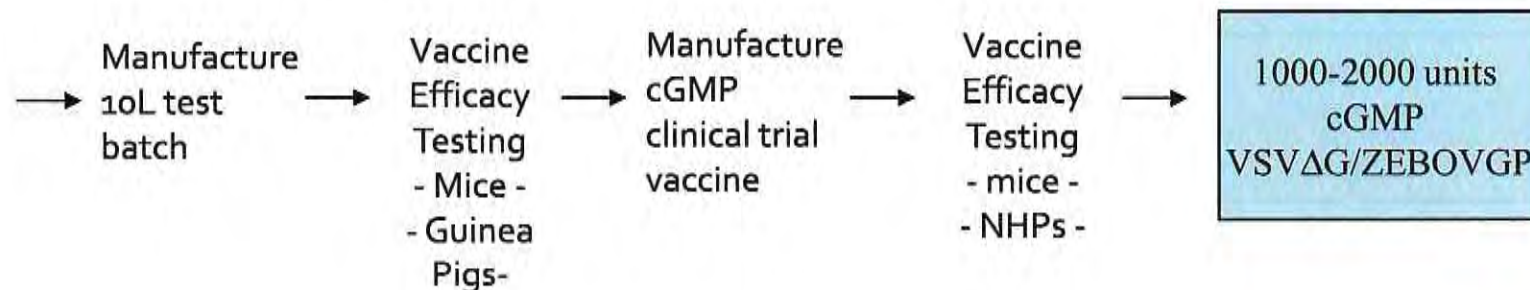 Manufacture
10L test
batch
Vaccine
Efficacy
Testing
- Mice -
- Guinea
Pigs-
Manufacture
cGMP
clinical trial
vaccine
Vaccine
Efficacy
Testing
- mice -
- NHPs -
1000-2000 units
cGMP
VSVΔG/ZEBOVGP